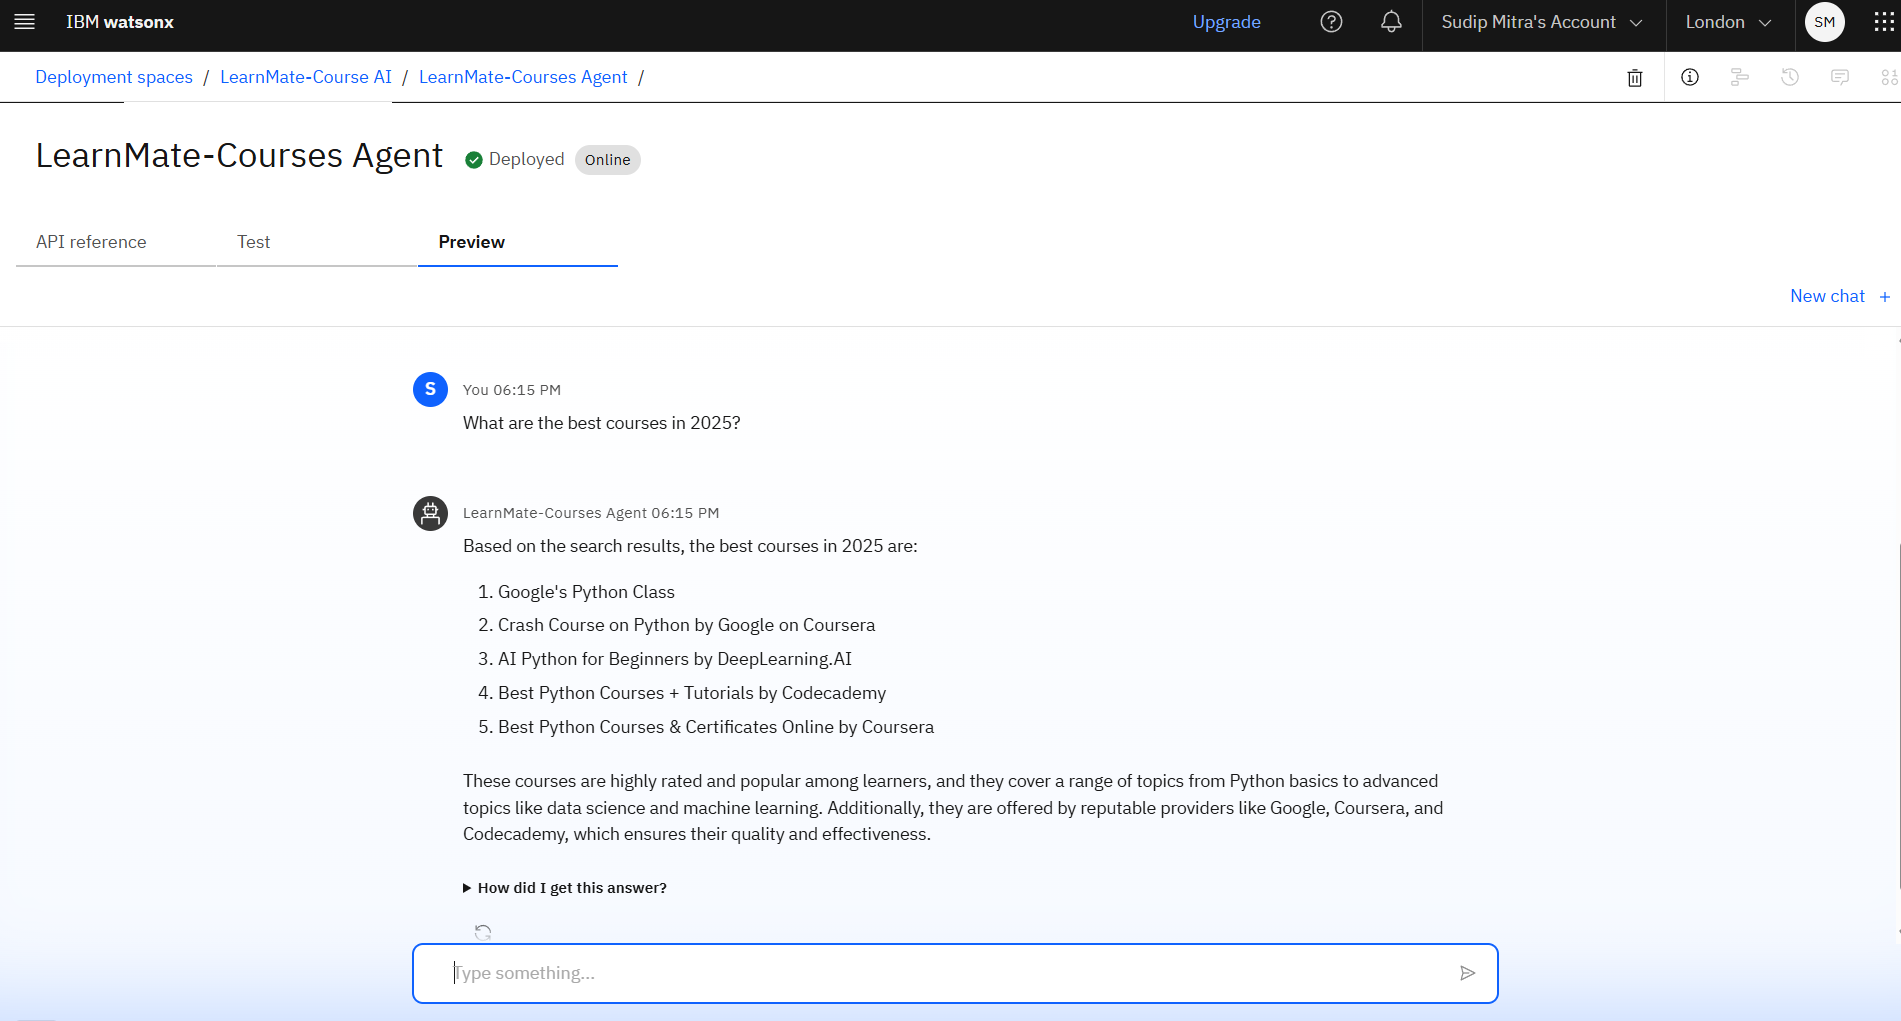 IBM watsonx
Upgrade
Sudip Mitra's Account
London
SM
Deployment spaces / LearnMate-Course AI / LearnMate-Courses Agent /
LearnMate-Courses Agent
Deployed
Online
API reference
Test
Preview
New chat +
S
You 06:15 PM
What are the best courses in 2025?
LearnMate-Courses Agent 06:15 PM
Based on the search results, the best courses in 2025 are:
1. Google's Python Class
2. Crash Course on Python by Google on Coursera
3. AI Python for Beginners by DeepLearning.AI
4. Best Python Courses + Tutorials by Codecademy
5. Best Python Courses & Certificates Online by Coursera
These courses are highly rated and popular among learners, and they cover a range of topics from Python basics to advanced
topics like data science and machine learning. Additionally, they are offered by reputable providers like Google, Coursera, and
Codecademy, which ensures their quality and effectiveness.
How did I get this answer?
Type something...